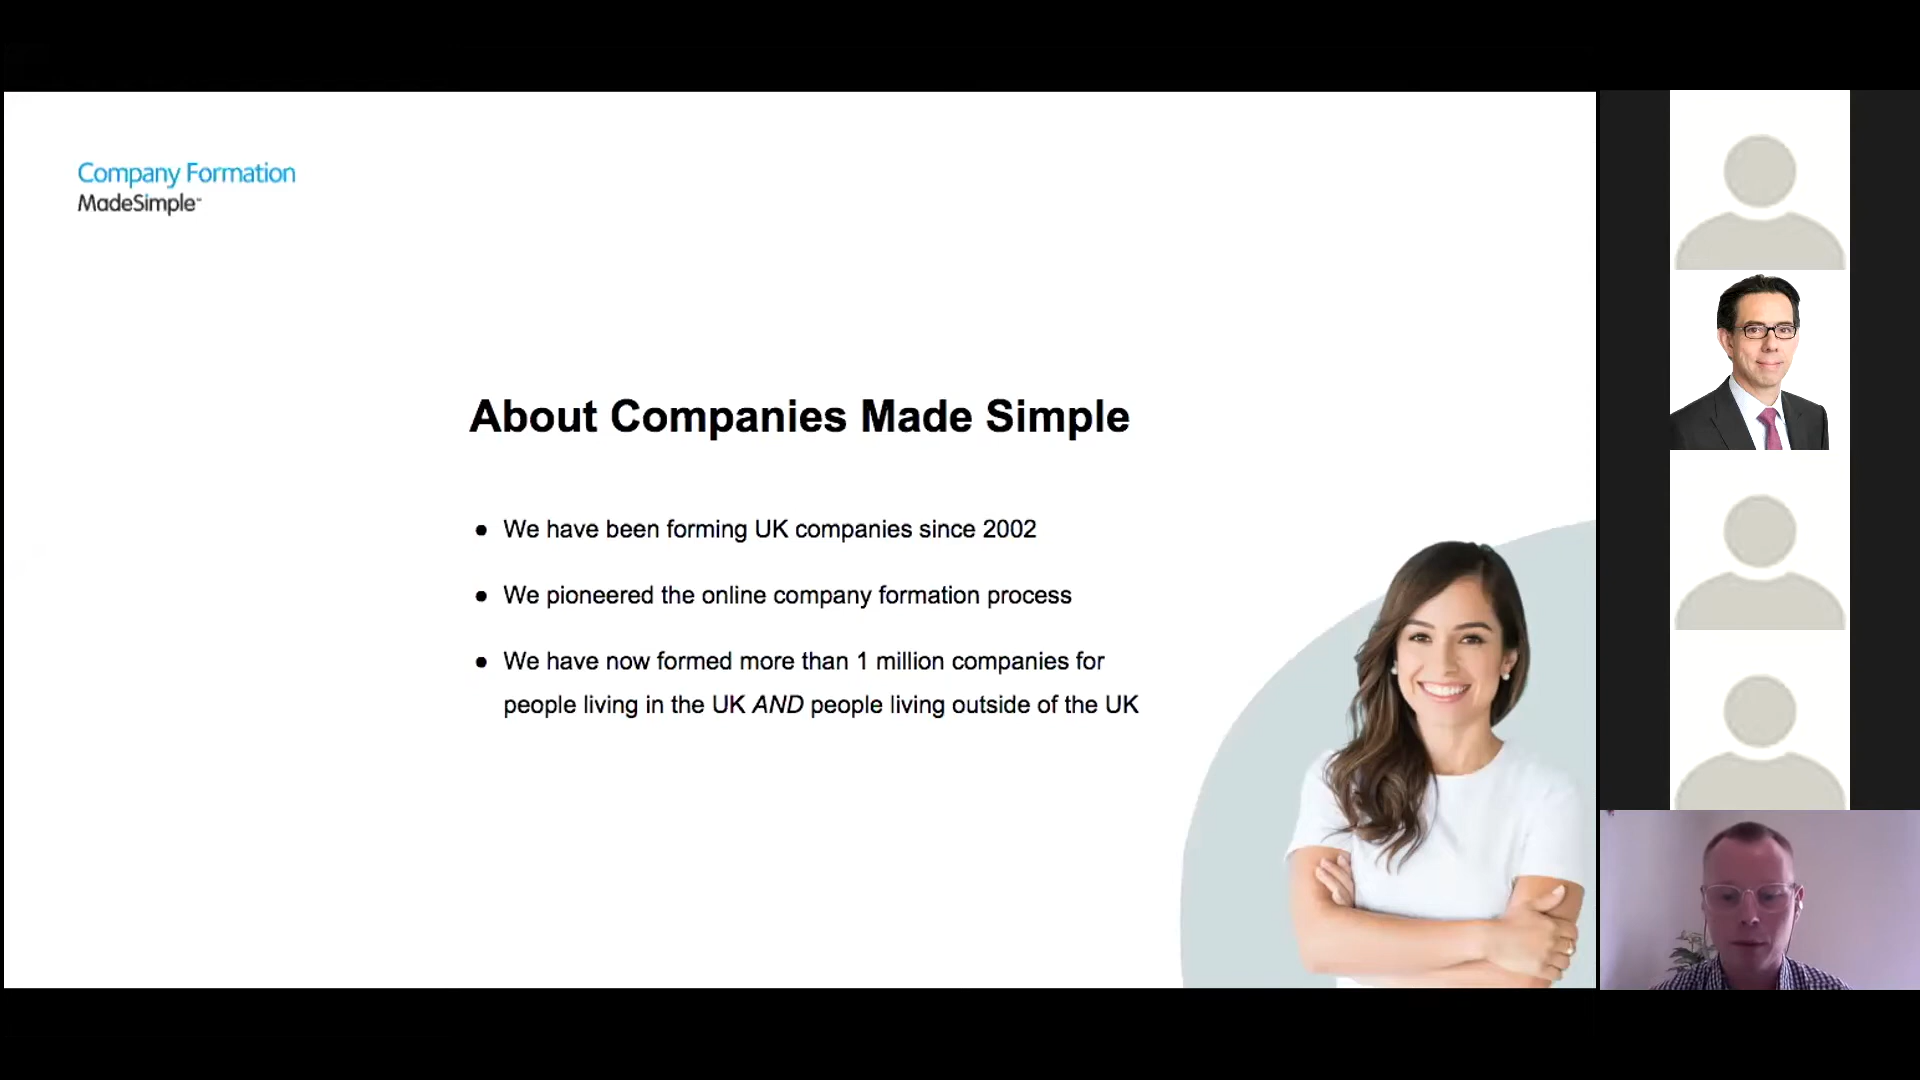 Company Formation
MadeSimple™
About Companies Made Simple
● We have been forming UK companies since 2002
● We pioneered the online company formation process
● We have now formed more than 1 million companies for
people living in the UK AND people living outside of the UK